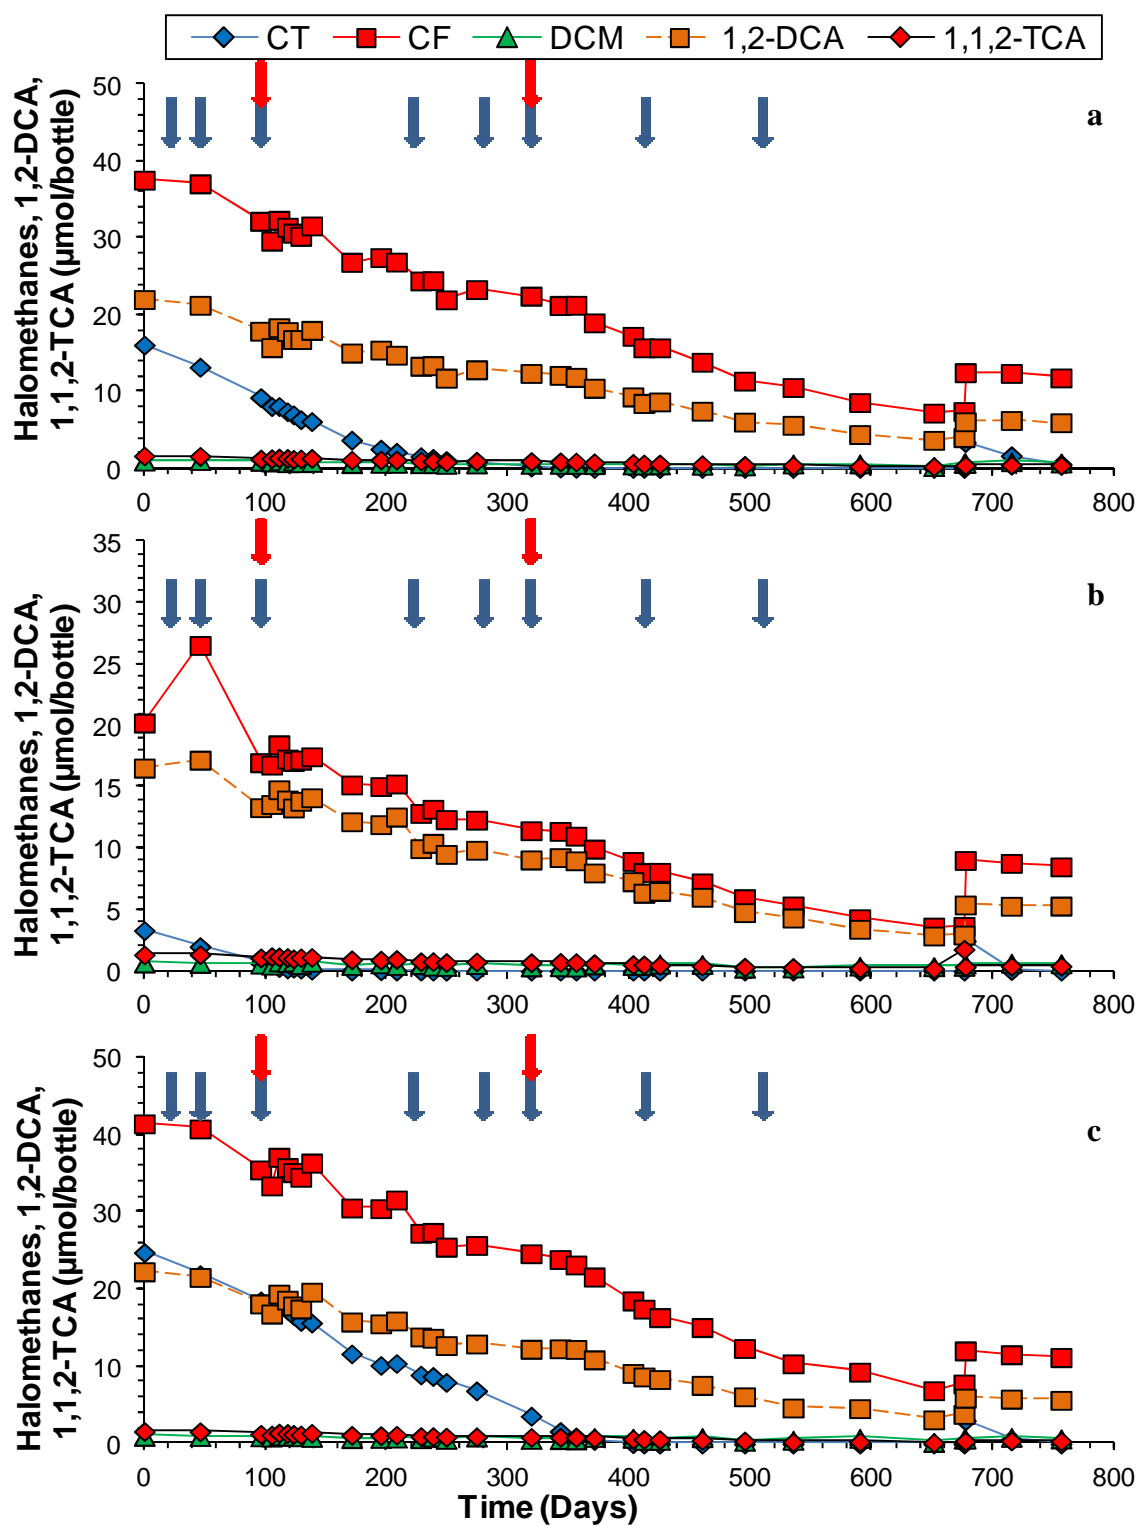 CT CF DCM 1,2-DCA 1,1,2-TCA
Halomethanes, 1,2-DCA,
1,1,2-TCA (µmol/bottle)
50
40
30
20
10
0
a
0 100 200 300 400 500 600 700 800
Halomethanes, 1,2-DCA,
1,1,2-TCA (µmol/bottle)
35
30
25
20
15
10
5
0
b
0 100 200 300 400 500 600 700 800
Halomethanes, 1,2-DCA,
1,1,2-TCA (µmol/bottle)
50
40
30
20
10
0
c
0 100 200 300 400 500 600 700 800
Time (Days)